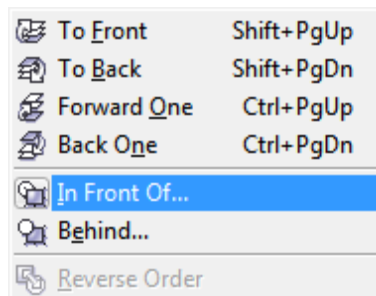 To Front Shift+PgUp
To Back Shift+PgDn
Forward One Ctrl+PgUp
Back One Ctrl+PgDn
In Front Of...
Behind...
Reverse Order